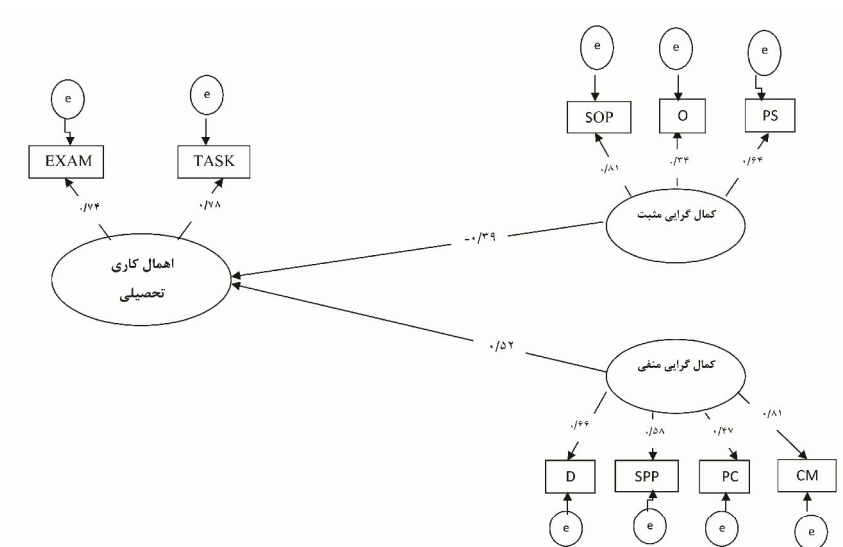 e
e
e
e
e
SOP
O
PS
EXAM
TASK
۰/۸۱
۰/۳۴
۰/۶۴
۰/۷۴
۰/۷۸
کمال گرایی مثبت
-۰/۳۹
اهمال کاری
تحصیلی
۰/۵۲
کمال گرایی منفی
۰/۶۶
۰/۵۸
۰/۴۷
۰/۸۱
D
SPP
PC
CM
e
e
e
e